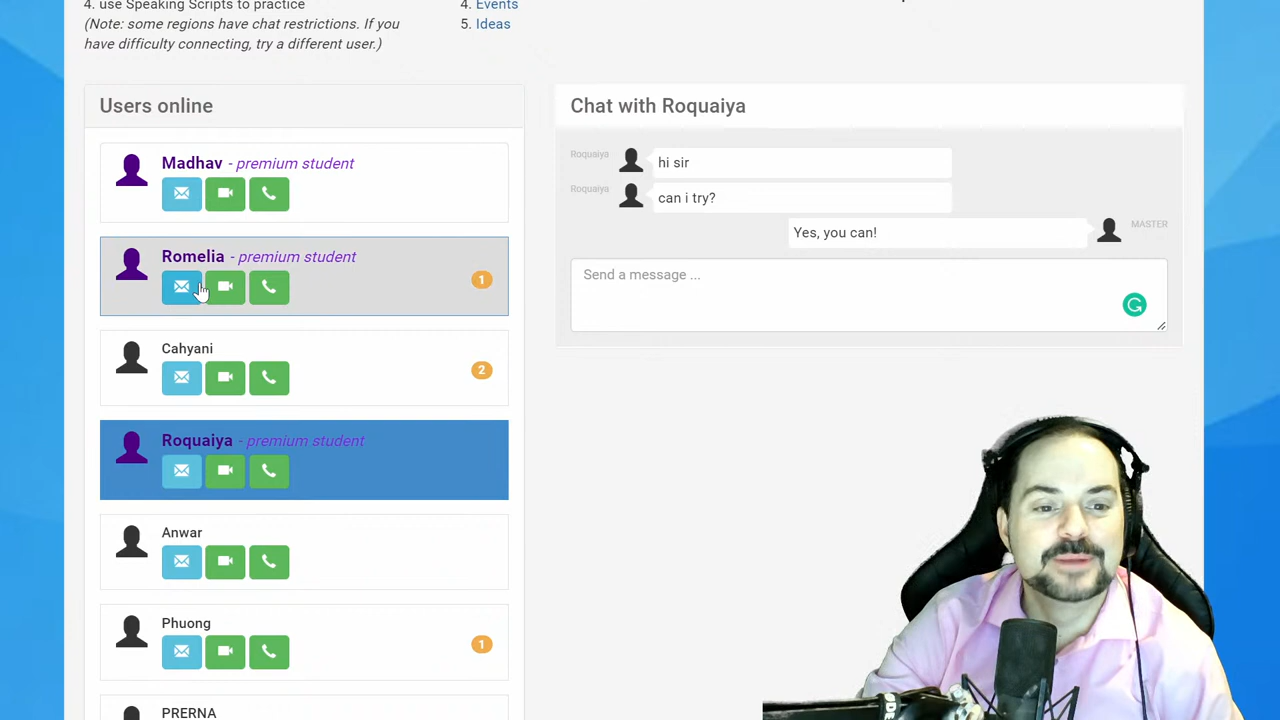 4. use Speaking Scripts to practice
(Note: some regions have chat restrictions. If you
have difficulty connecting, try a different user.)
4. Events
5. Ideas
Users online
Madhav - premium student
Romelia - premium student
1
Cahyani
2
Roquaiya - premium student
Anwar
Phuong
1
PRERNA
Chat with Roquaiya
Roquaiya
hi sir
Roquaiya
can i try?
Yes, you can!
MASTER
Send a message ...